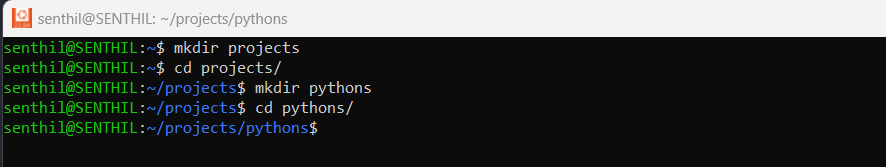 senthil@SENTHIL: ~/projects/pythons
senthil@SENTHIL:~$ mkdir projects
senthil@SENTHIL:~$ cd projects/
senthil@SENTHIL:~/projects$ mkdir pythons
senthil@SENTHIL:~/projects$ cd pythons/
senthil@SENTHIL:~/projects/pythons$